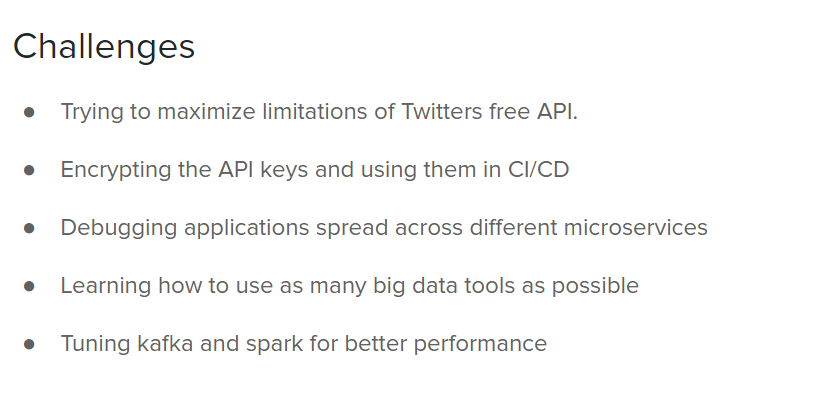 Challenges
● Trying to maximize limitations of Twitters free API.
● Encrypting the API keys and using them in CI/CD
● Debugging applications spread across different microservices
● Learning how to use as many big data tools as possible
● Tuning kafka and spark for better performance